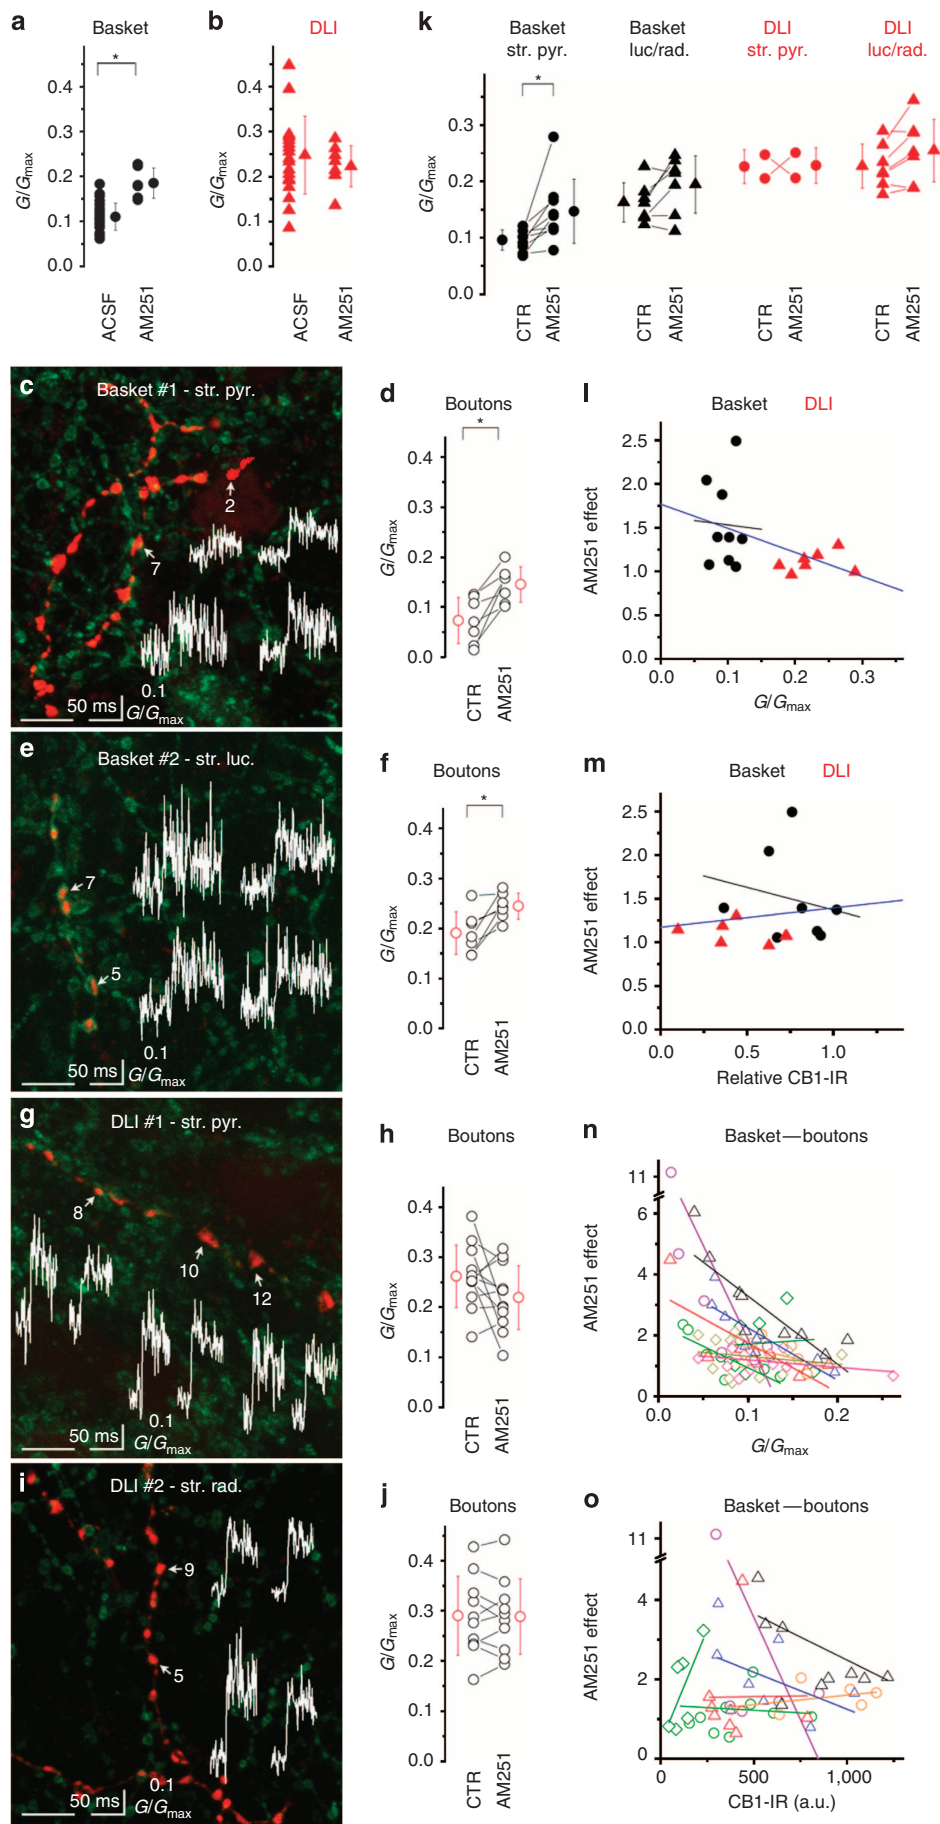 a Basket
*
0.4
0.3
0.2
0.1
0.0
G/Gmax
ACSF
AM251
b DLI
0.4
0.3
0.2
0.1
0.0
G/Gmax
ACSF
AM251
k
Basket str. pyr.
Basket luc/rad.
DLI str. pyr.
DLI luc/rad.
*
0.3
0.2
0.1
0.0
G/Gmax
CTR
AM251
CTR
AM251
CTR
AM251
CTR
AM251
c Basket #1 - str. pyr.
2
7
0.1
50 ms
G/Gmax
d Boutons
*
0.4
0.3
0.2
0.1
0.0
G/Gmax
CTR
AM251
l Basket DLI
2.5
2.0
1.5
1.0
0.5
0.0
AM251 effect
0.0 0.1 0.2 0.3
G/Gmax
e Basket #2 - str. luc.
7
5
0.1
50 ms
G/Gmax
f Boutons
*
0.4
0.3
0.2
0.1
0.0
G/Gmax
CTR
AM251
m Basket DLI
2.5
2.0
1.5
1.0
0.5
0.0
AM251 effect
0.0 0.5 1.0
Relative CB1-IR
g DLI #1 - str. pyr.
8
10
12
0.1
50 ms
G/Gmax
h Boutons
0.4
0.3
0.2
0.1
0.0
G/Gmax
CTR
AM251
n Basket—boutons
11
6
4
2
0
AM251 effect
0.0 0.1 0.2
G/Gmax
i DLI #2 - str. rad.
9
5
0.1
50 ms
G/Gmax
j Boutons
0.4
0.3
0.2
0.1
0.0
G/Gmax
CTR
AM251
o Basket—boutons
11
4
2
0
AM251 effect
0 500 1,000
CB1-IR (a.u.)